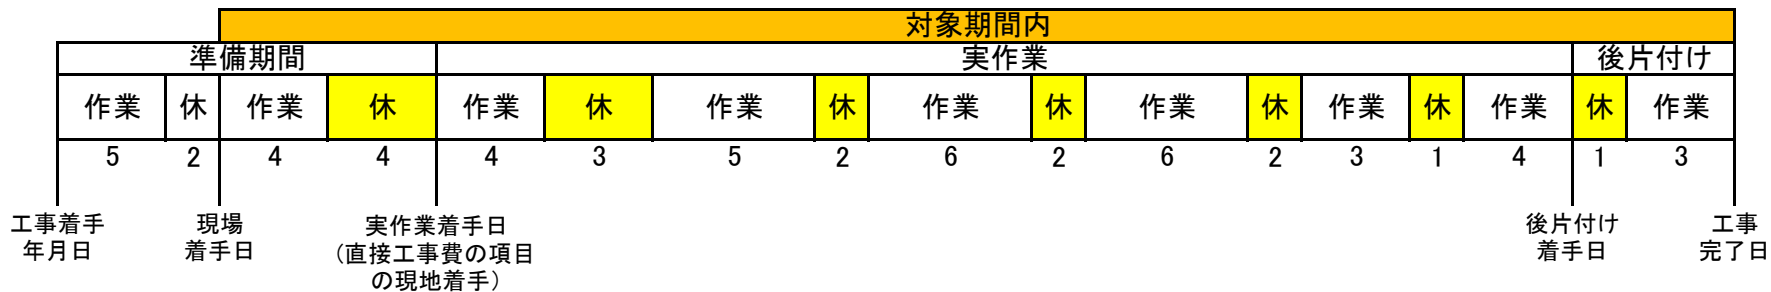 対象期間内
準備期間 実作業 後片付け
作業 休 作業 休 作業 休 作業 休 作業 休 作業 休 作業 休 作業 休 作業
5 2 4 4 4 3 5 2 6 2 6 2 3 1 4 1 3
工事着手
年月日
現場
着手日
実作業着手日
(直接工事費の項目
の現地着手)
後片付け
着手日
工事
完了日